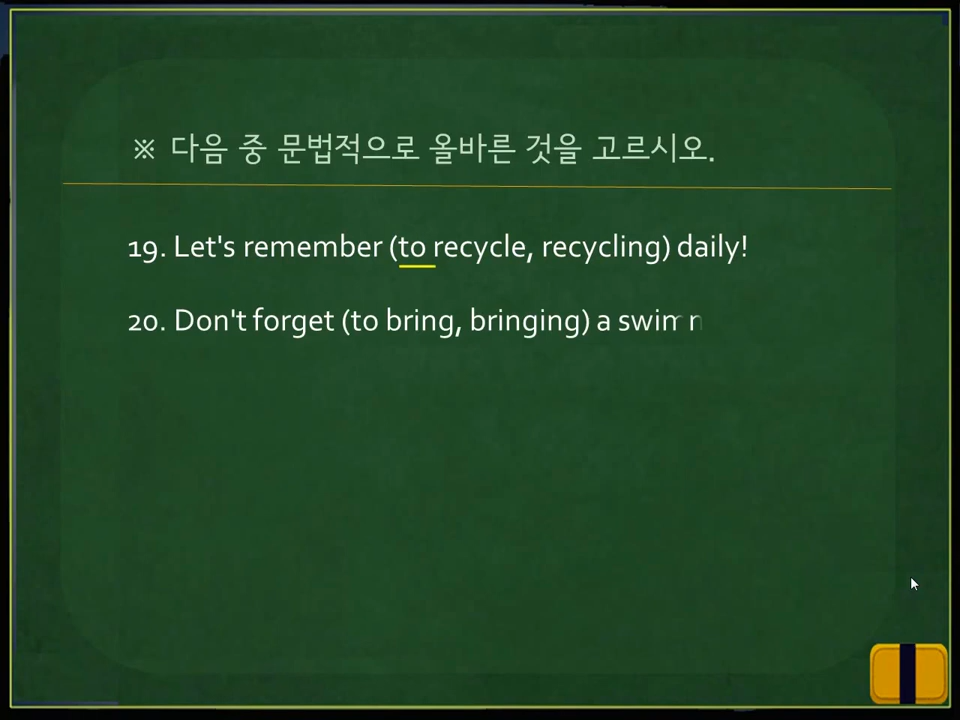 ※ 다음 중 문법적으로 올바른 것을 고르시오.
19. Let's remember (to recycle, recycling) daily!
20. Don't forget (to bring, bringing) a